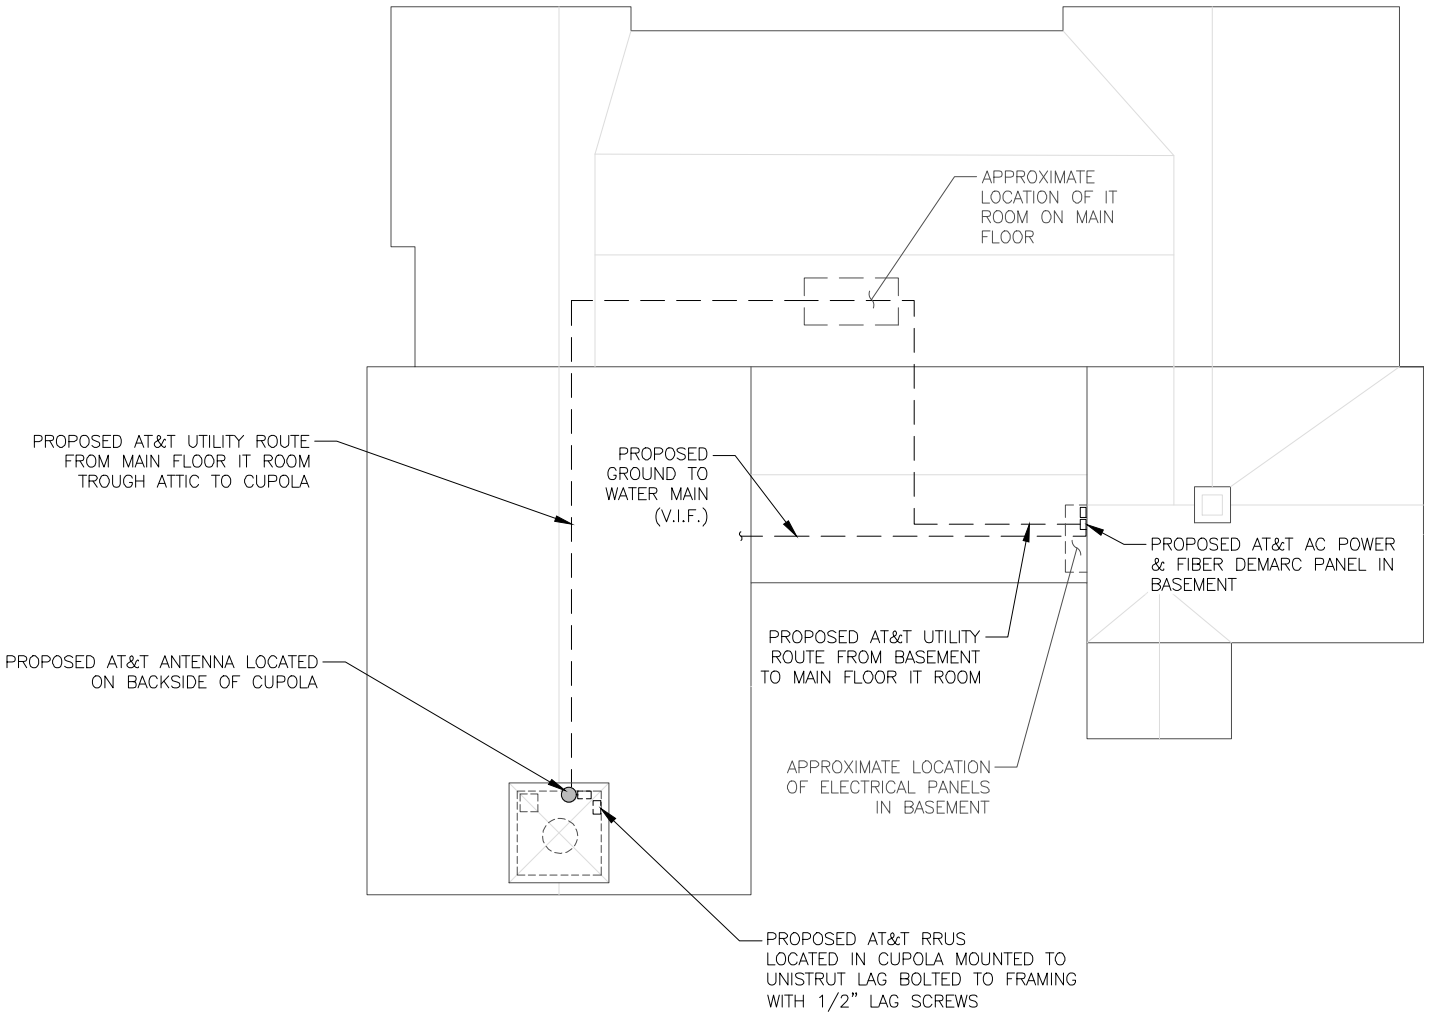 APPROXIMATE
LOCATION OF IT
ROOM ON MAIN
FLOOR
PROPOSED AT&T UTILITY ROUTE
FROM MAIN FLOOR IT ROOM
TROUGH ATTIC TO CUPOLA
PROPOSED
GROUND TO
WATER MAIN
(V.I.F.)
PROPOSED AT&T AC POWER
& FIBER DEMARC PANEL IN
BASEMENT
PROPOSED AT&T UTILITY
ROUTE FROM BASEMENT
TO MAIN FLOOR IT ROOM
PROPOSED AT&T ANTENNA LOCATED
ON BACKSIDE OF CUPOLA
APPROXIMATE LOCATION
OF ELECTRICAL PANELS
IN BASEMENT
PROPOSED AT&T RRUS
LOCATED IN CUPOLA MOUNTED TO
UNISTRUT LAG BOLTED TO FRAMING
WITH 1/2" LAG SCREWS